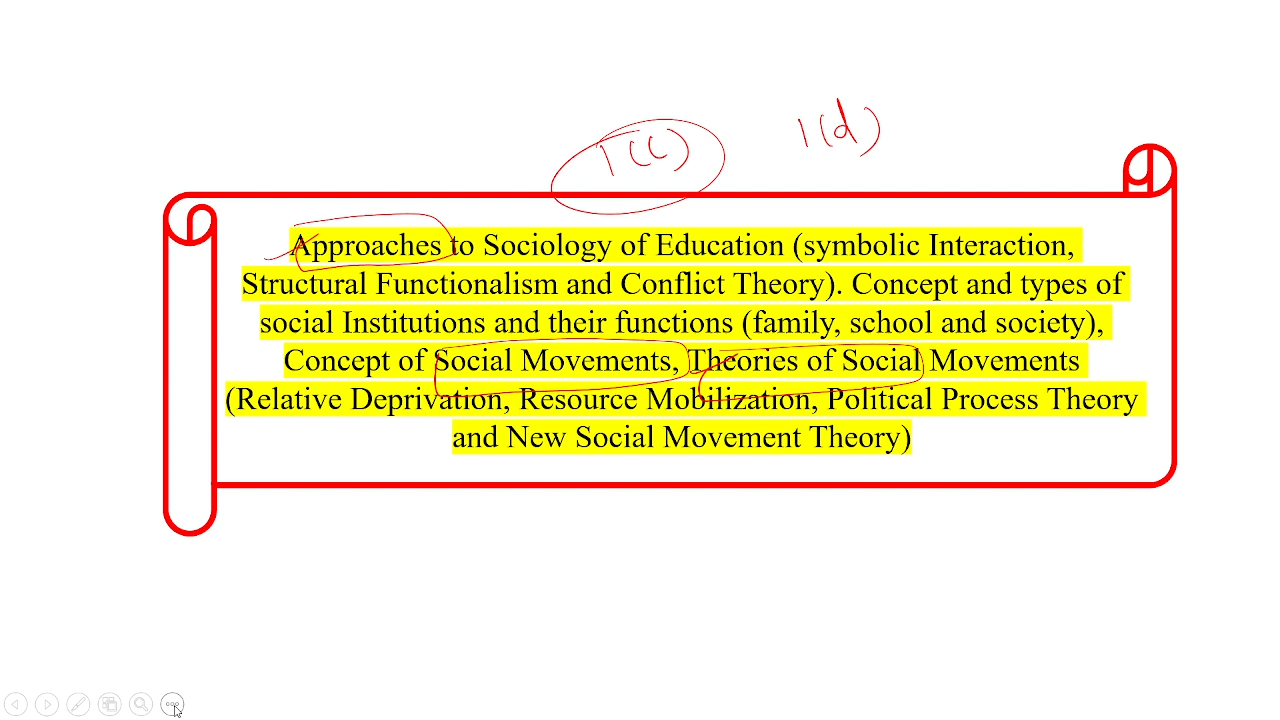 1(c) 1(d)
Approaches to Sociology of Education (symbolic Interaction,
Structural Functionalism and Conflict Theory). Concept and types of
social Institutions and their functions (family, school and society),
Concept of Social Movements, Theories of Social Movements
(Relative Deprivation, Resource Mobilization, Political Process Theory
and New Social Movement Theory)